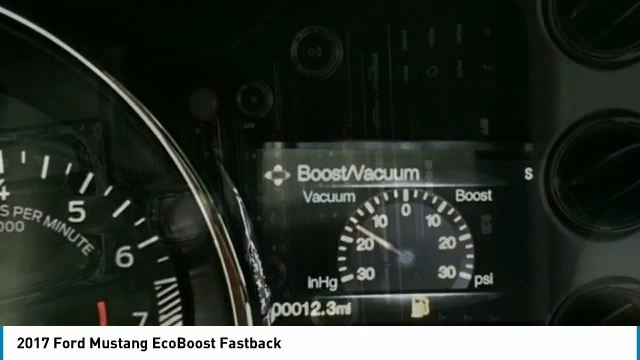 4
5
S PER MINUTE
000
6
7
Boost/Vacuum S
Vacuum Boost
0
10 10
20 20
30 30
inHg psi
00012.3mi
2017 Ford Mustang EcoBoost Fastback